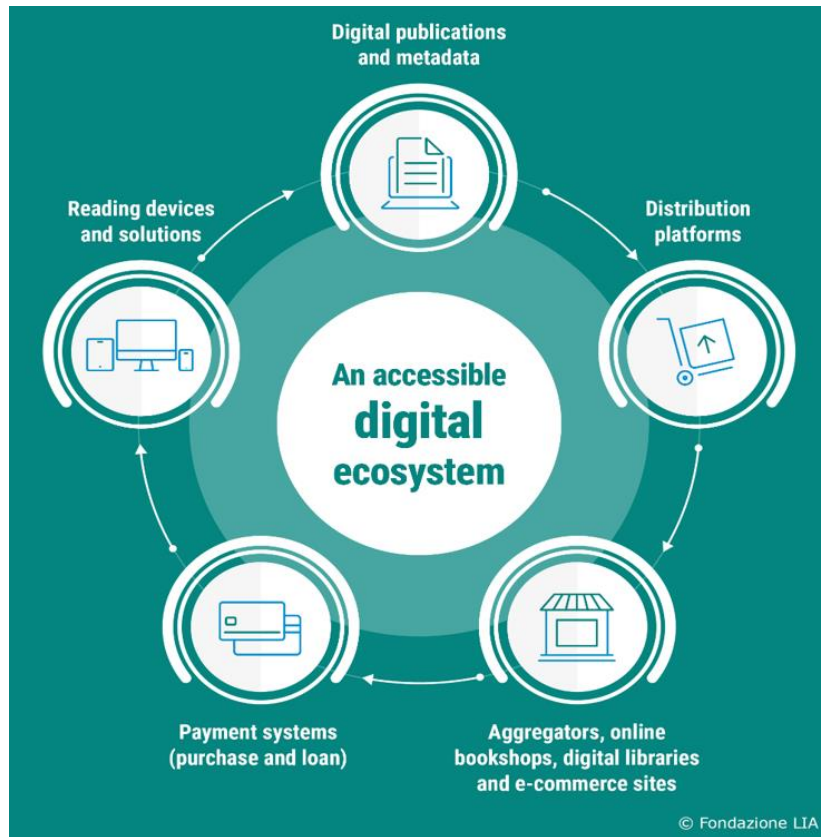 Digital publications
and metadata
Reading devices
and solutions
Distribution
platforms
An accessible
digital
ecosystem
Payment systems
(purchase and loan)
Aggregators, online
bookshops, digital libraries
and e-commerce sites
© Fondazione LIA